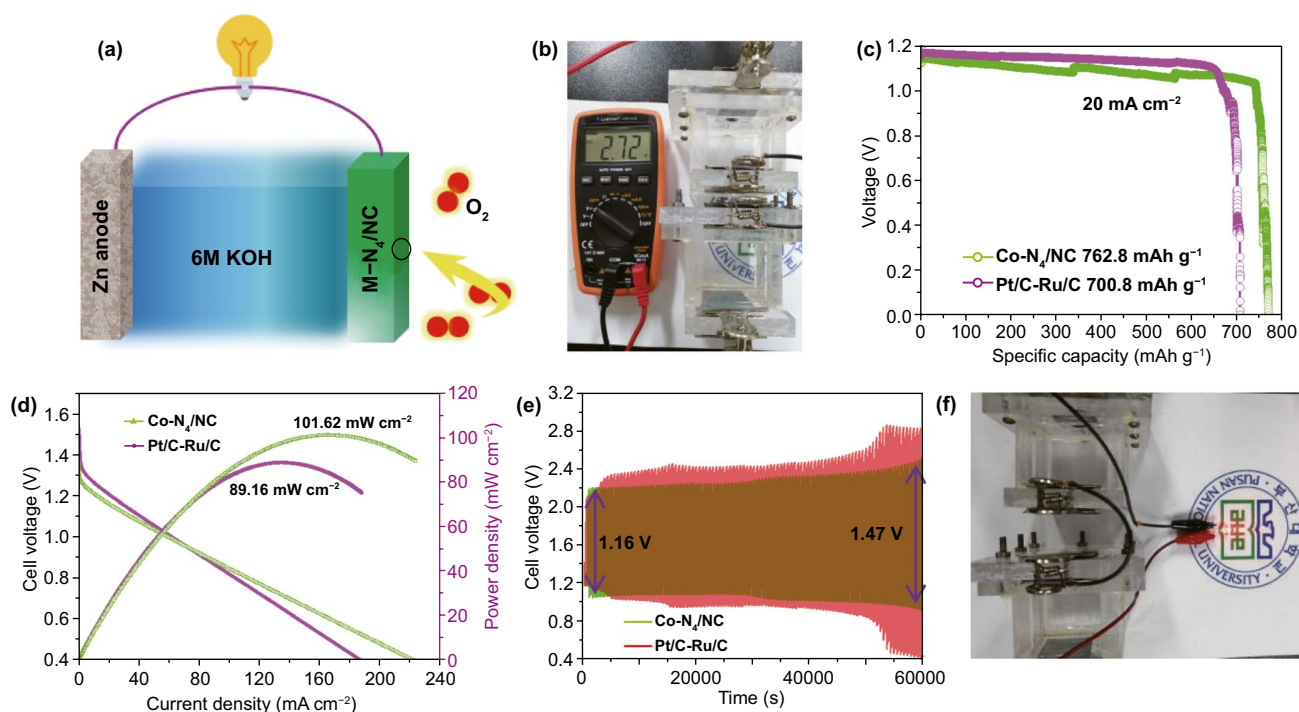 (a)
Zn anode
6M KOH
M–N₄/NC
O₂
(b)
2.72
AUTO POWER OFF
COM
(c)
1.2
1.0
0.8
0.6
0.4
0.2
0.0
Voltage (V)
20 mA cm⁻²
Co-N₄/NC 762.8 mAh g⁻¹
Pt/C-Ru/C 700.8 mAh g⁻¹
0 100 200 300 400 500 600 700 800
Specific capacity (mAh g⁻¹)
(d)
1.6
1.4
1.2
1.0
0.8
0.6
0.4
Cell voltage (V)
Co-N₄/NC
Pt/C-Ru/C
101.62 mW cm⁻²
89.16 mW cm⁻²
120
100
80
60
40
20
0
Power density (mW cm⁻²)
0 40 80 120 160 200 240
Current density (mA cm⁻²)
(e)
3.2
2.8
2.4
2.0
1.6
1.2
0.8
0.4
Cell voltage (V)
1.16 V
1.47 V
Co-N₄/NC
Pt/C-Ru/C
0 20000 40000 60000
Time (s)
(f)
PUSAN NATIO
UNIVERSITY